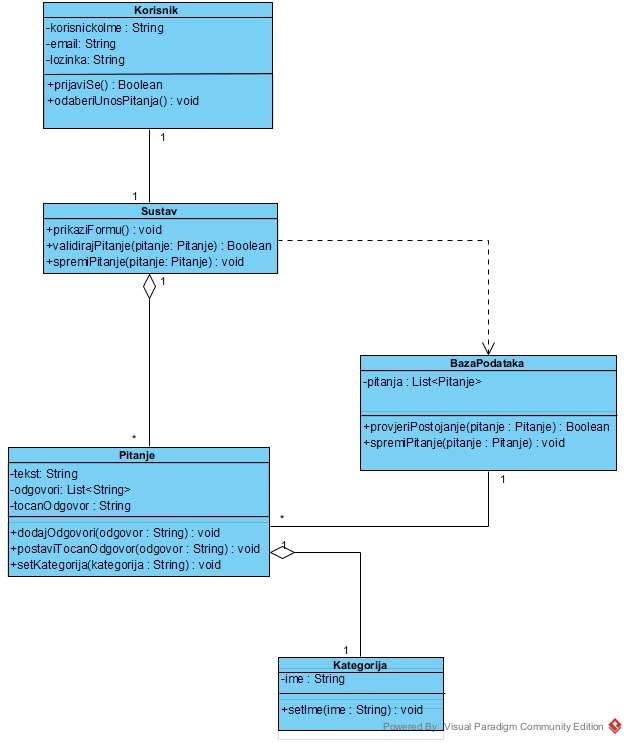 Korisnik
-korisnickoIme : String
-email: String
-lozinka: String
+prijaviSe() : Boolean
+odaberiUnosPitanja() : void
1
1
Sustav
+prikaziFormu() : void
+validirajPitanje(pitanje: Pitanje) : Boolean
+spremiPitanje(pitanje: Pitanje) : void
1
BazaPodataka
-pitanja : List<Pitanje>
+provjeriPostojanje(pitanje : Pitanje) : Boolean
+spremiPitanje(pitanje : Pitanje) : void
1
*
Pitanje
-tekst: String
-odgovori: List<String>
-tocanOdgovor : String
+dodajOdgovori(odgovor : String) : void
+postaviTocanOdgovor(odgovor : String) : void
+setKategorija(kategorija : String) : void
*
1
1
Kategorija
-ime : String
+setIme(ime : String) : void
Powered By Visual Paradigm Community Edition